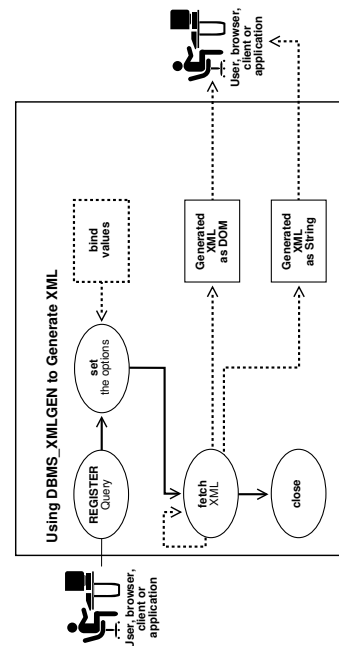 Using DBMS_XMLGEN to Generate XML
User, browser,
client or
application
REGISTER
Query
set
the options
bind
values
fetch
XML
Generated
XML
as DOM
User, browser,
client or
application
close
Generated
XML
as String